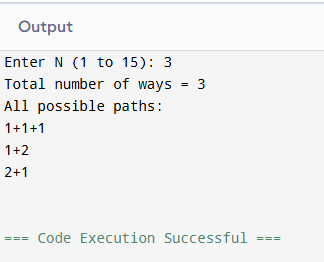 Output
Enter N (1 to 15): 3
Total number of ways = 3
All possible paths:
1+1+1
1+2
2+1
=== Code Execution Successful ===